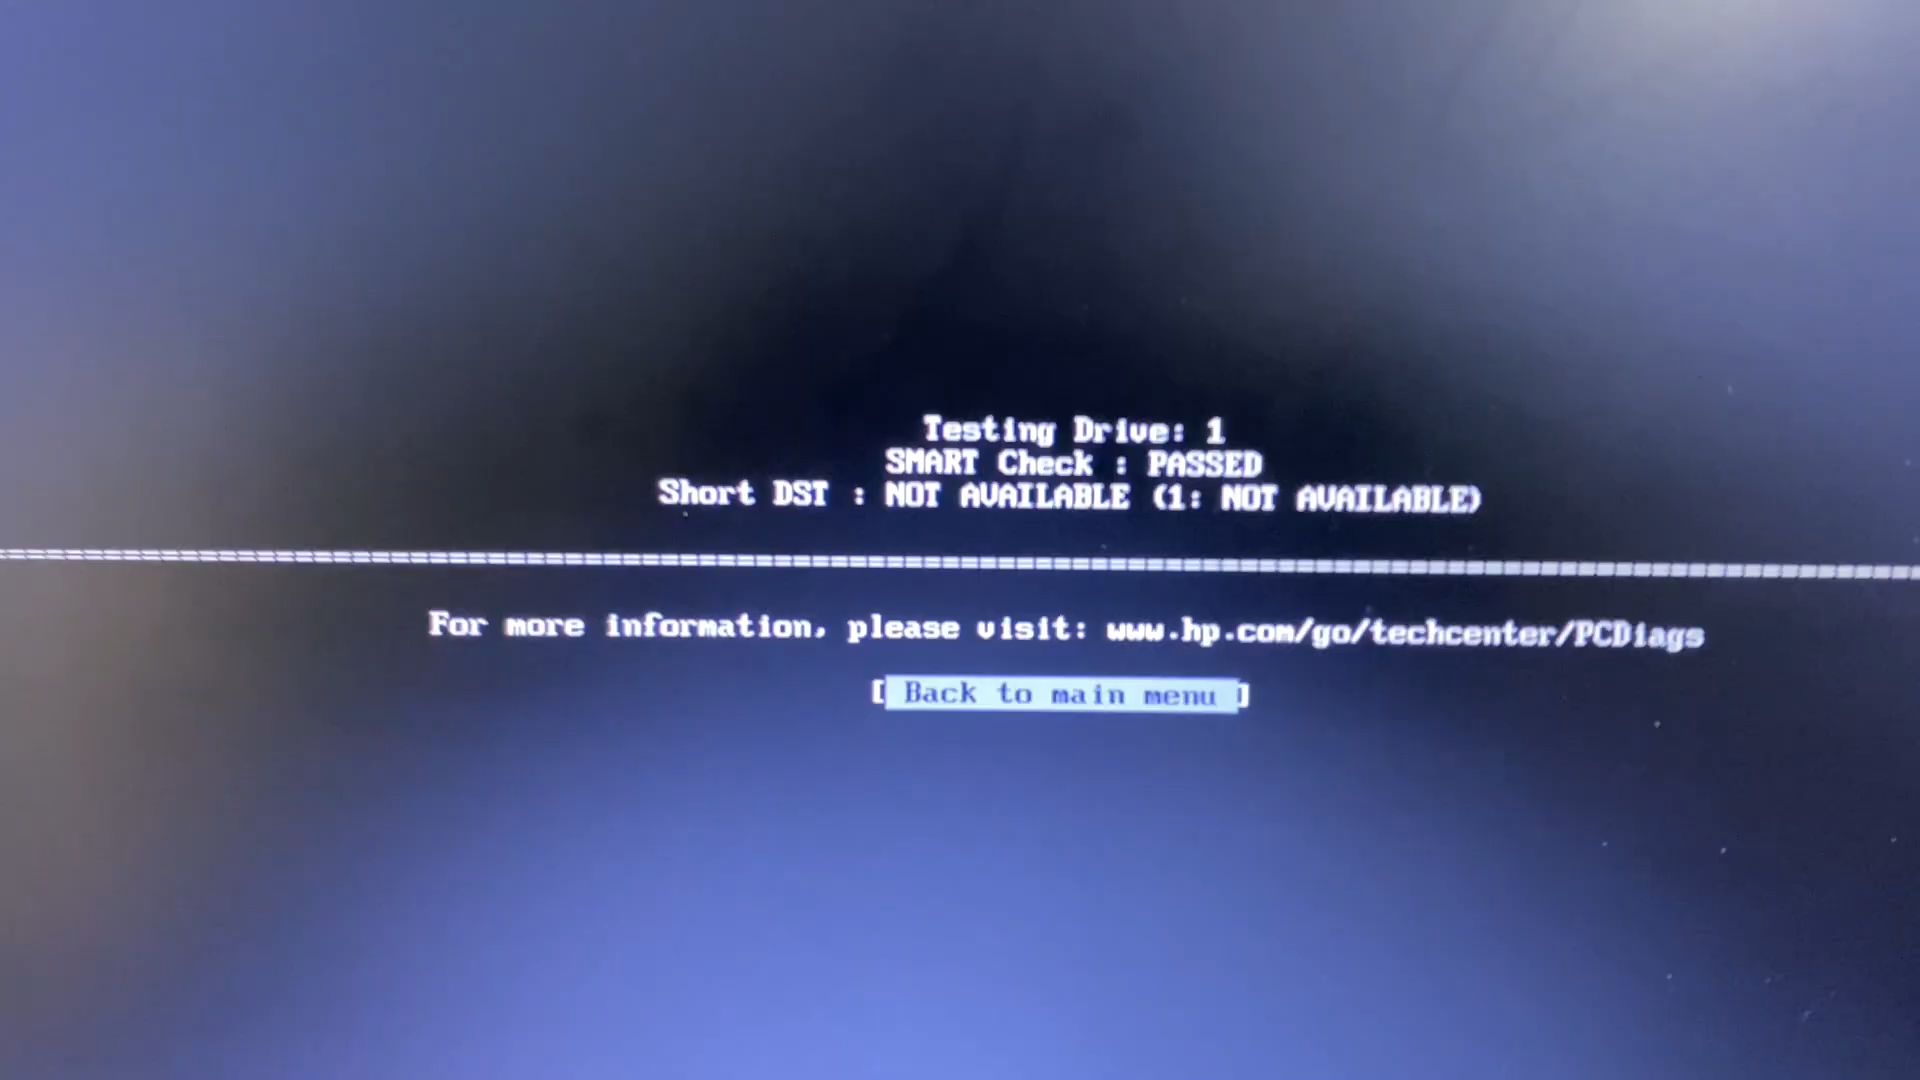 Testing Drive: 1
SMART Check : PASSED
Short DST : NOT AVAILABLE (1: NOT AVAILABLE)
For more information, please visit: www.hp.com/go/techcenter/PCDiags
[ Back to main menu ]